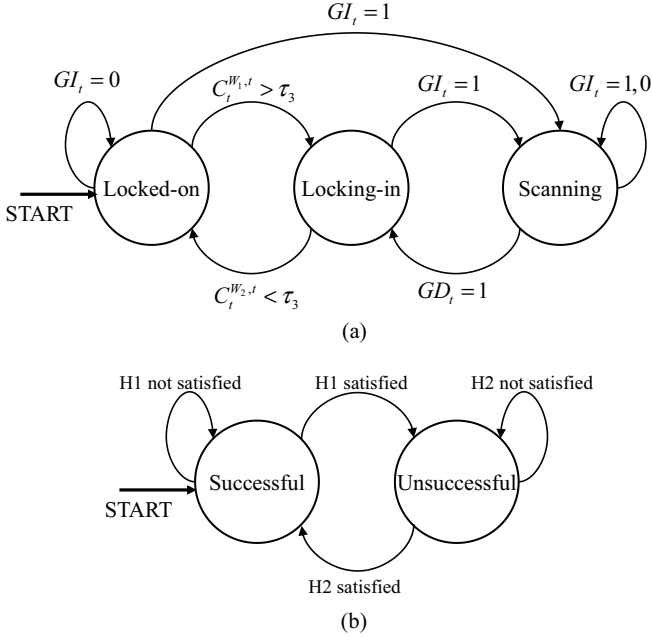 GI_t = 1
GI_t = 0
C_t^{W_1,t} > τ_3
GI_t = 1
GI_t = 1,0
Locked-on
Locking-in
Scanning
START
C_t^{W_2,t} < τ_3
GD_t = 1
(a)
H1 not satisfied
H1 satisfied
H2 not satisfied
Successful
Unsuccessful
START
H2 satisfied
(b)